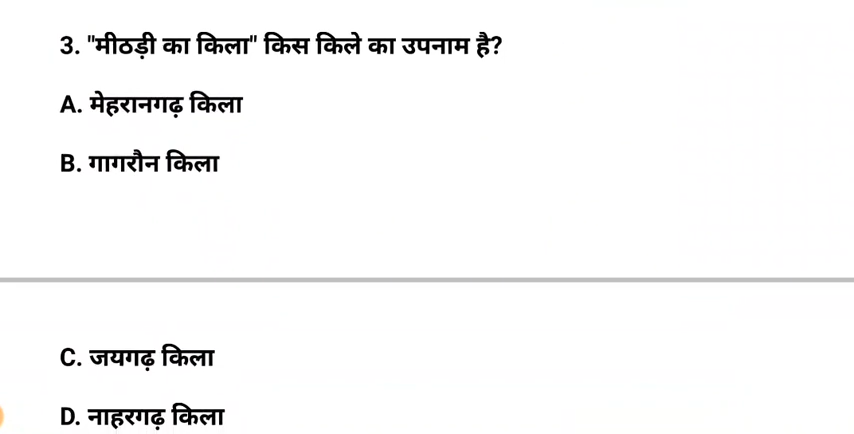 3. "मीठड़ी का किला" किस किले का उपनाम है?
A. मेहरानगढ़ किला
B. गागरौन किला
C. जयगढ़ किला
D. नाहरगढ़ किला